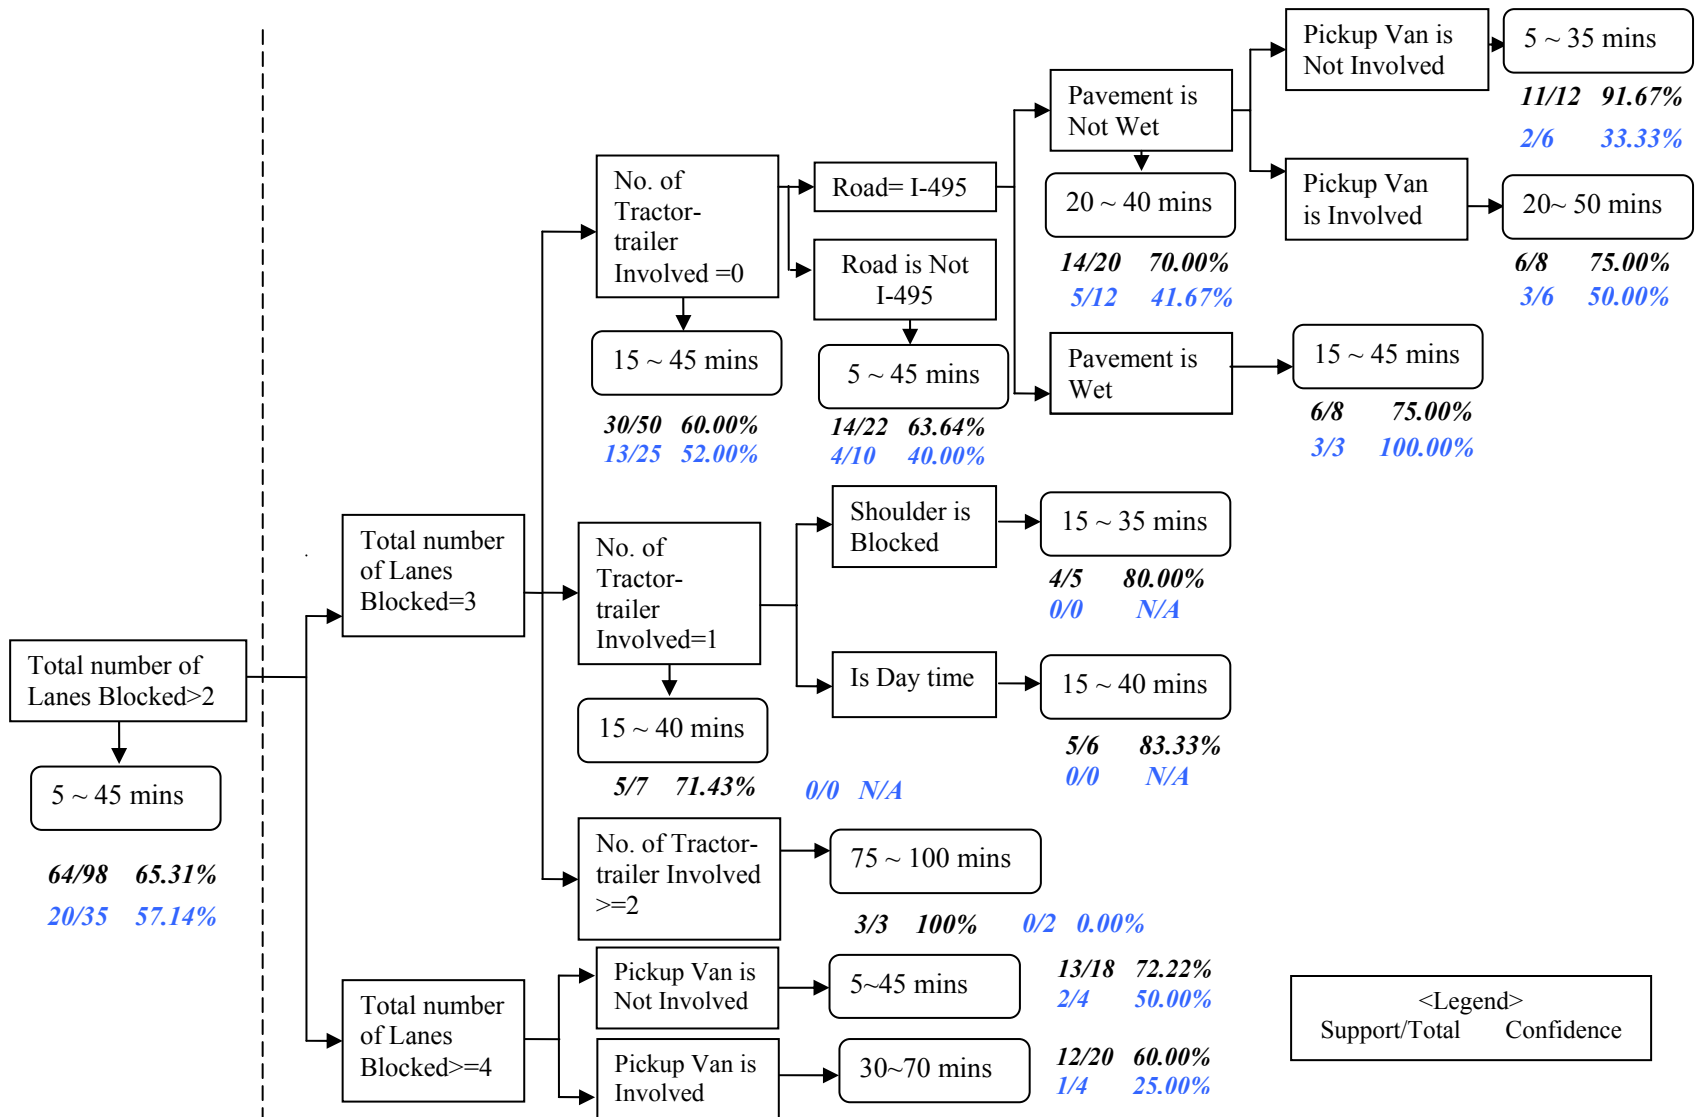 Total number of
Lanes Blocked>2
5 ~ 45 mins
64/98 65.31%
20/35 57.14%
Total number
of Lanes
Blocked=3
Total number
of Lanes
Blocked>=4
No. of
Tractor-
trailer
Involved =0
15 ~ 45 mins
30/50 60.00%
13/25 52.00%
Road= I-495
Road is Not
I-495
5 ~ 45 mins
14/22 63.64%
4/10 40.00%
Pavement is
Not Wet
20 ~ 40 mins
14/20 70.00%
5/12 41.67%
Pickup Van is
Not Involved
5 ~ 35 mins
11/12 91.67%
2/6 33.33%
Pickup Van
is Involved
20~ 50 mins
6/8 75.00%
3/6 50.00%
Pavement is
Wet
15 ~ 45 mins
6/8 75.00%
3/3 100.00%
No. of
Tractor-
trailer
Involved=1
15 ~ 40 mins
5/7 71.43% 0/0 N/A
Shoulder is
Blocked
15 ~ 35 mins
4/5 80.00%
0/0 N/A
Is Day time
15 ~ 40 mins
5/6 83.33%
0/0 N/A
No. of Tractor-
trailer Involved
>=2
75 ~ 100 mins
3/3 100% 0/2 0.00%
Pickup Van is
Not Involved
5~45 mins
13/18 72.22%
2/4 50.00%
Pickup Van is
Involved
30~70 mins
12/20 60.00%
1/4 25.00%
<Legend>
Support/Total Confidence